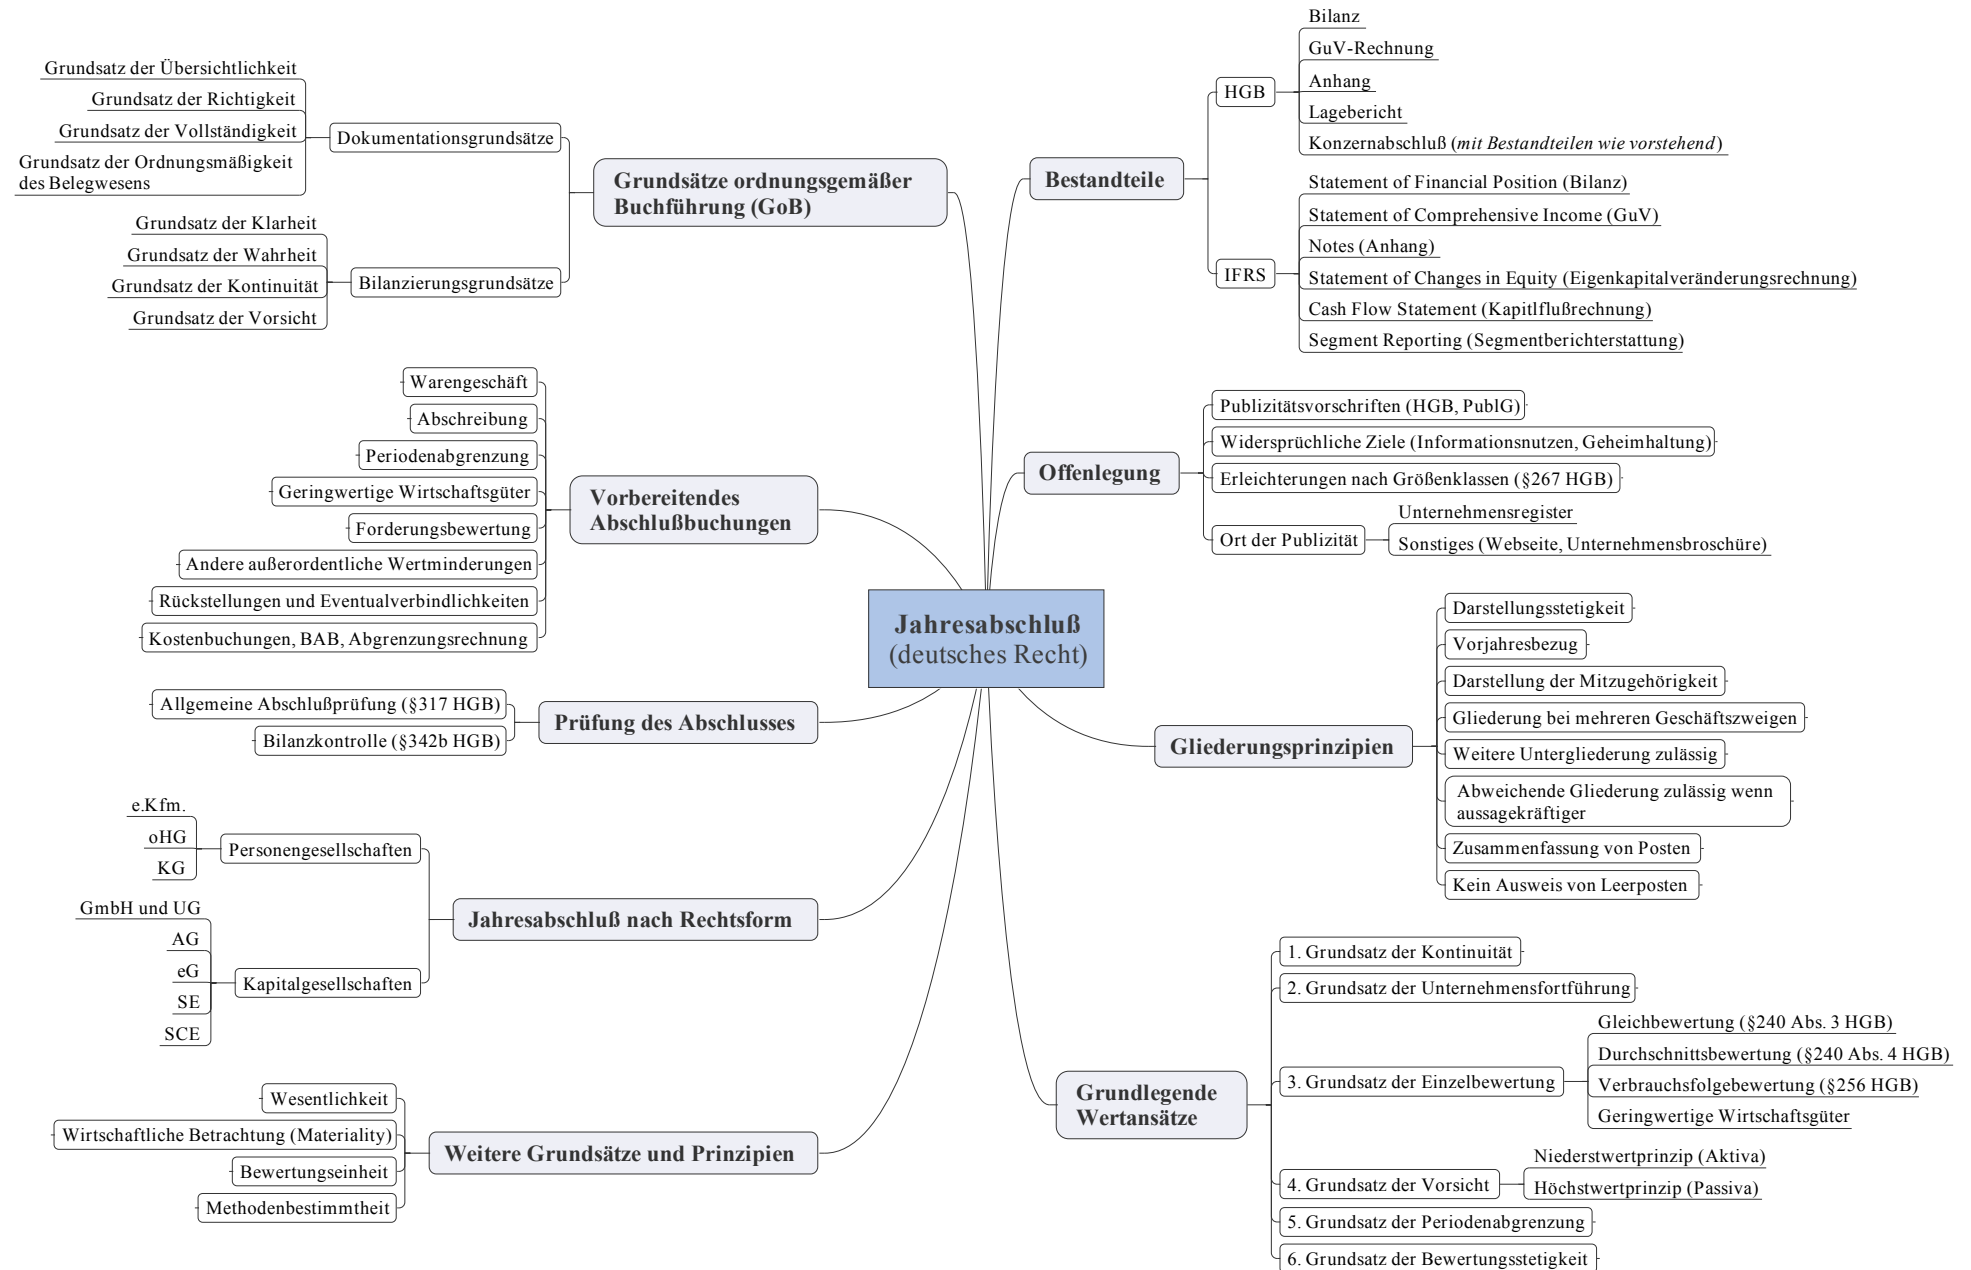 Jahresabschluß
(deutsches Recht)
Grundsätze ordnungsgemäßer
Buchführung (GoB)
Dokumentationsgrundsätze
Grundsatz der Übersichtlichkeit
Grundsatz der Richtigkeit
Grundsatz der Vollständigkeit
Grundsatz der Ordnungsmäßigkeit
des Belegwesens
Bilanzierungsgrundsätze
Grundsatz der Klarheit
Grundsatz der Wahrheit
Grundsatz der Kontinuität
Grundsatz der Vorsicht
Vorbereitendes
Abschlußbuchungen
Warengeschäft
Abschreibung
Periodenabgrenzung
Geringwertige Wirtschaftsgüter
Forderungsbewertung
Andere außerordentliche Wertminderungen
Rückstellungen und Eventualverbindlichkeiten
Kostenbuchungen, BAB, Abgrenzungsrechnung
Prüfung des Abschlusses
Allgemeine Abschlußprüfung (§317 HGB)
Bilanzkontrolle (§342b HGB)
Jahresabschluß nach Rechtsform
Personengesellschaften
e.Kfm.
oHG
KG
Kapitalgesellschaften
GmbH und UG
AG
eG
SE
SCE
Weitere Grundsätze und Prinzipien
Wesentlichkeit
Wirtschaftliche Betrachtung (Materiality)
Bewertungseinheit
Methodenbestimmtheit
Bestandteile
HGB
Bilanz
GuV-Rechnung
Anhang
Lagebericht
Konzernabschluß (mit Bestandteilen wie vorstehend)
IFRS
Statement of Financial Position (Bilanz)
Statement of Comprehensive Income (GuV)
Notes (Anhang)
Statement of Changes in Equity (Eigenkapitalveränderungsrechnung)
Cash Flow Statement (Kapitlflußrechnung)
Segment Reporting (Segmentberichterstattung)
Offenlegung
Publizitätsvorschriften (HGB, PublG)
Widersprüchliche Ziele (Informationsnutzen, Geheimhaltung)
Erleichterungen nach Größenklassen (§267 HGB)
Ort der Publizität
Unternehmensregister
Sonstiges (Webseite, Unternehmensbroschüre)
Gliederungsprinzipien
Darstellungsstetigkeit
Vorjahresbezug
Darstellung der Mitzugehörigkeit
Gliederung bei mehreren Geschäftszweigen
Weitere Untergliederung zulässig
Abweichende Gliederung zulässig wenn
aussagekräftiger
Zusammenfassung von Posten
Kein Ausweis von Leerposten
Grundlegende
Wertansätze
1. Grundsatz der Kontinuität
2. Grundsatz der Unternehmensfortführung
3. Grundsatz der Einzelbewertung
Gleichbewertung (§240 Abs. 3 HGB)
Durchschnittsbewertung (§240 Abs. 4 HGB)
Verbrauchsfolgebewertung (§256 HGB)
Geringwertige Wirtschaftsgüter
4. Grundsatz der Vorsicht
Niederstwertprinzip (Aktiva)
Höchstwertprinzip (Passiva)
5. Grundsatz der Periodenabgrenzung
6. Grundsatz der Bewertungsstetigkeit